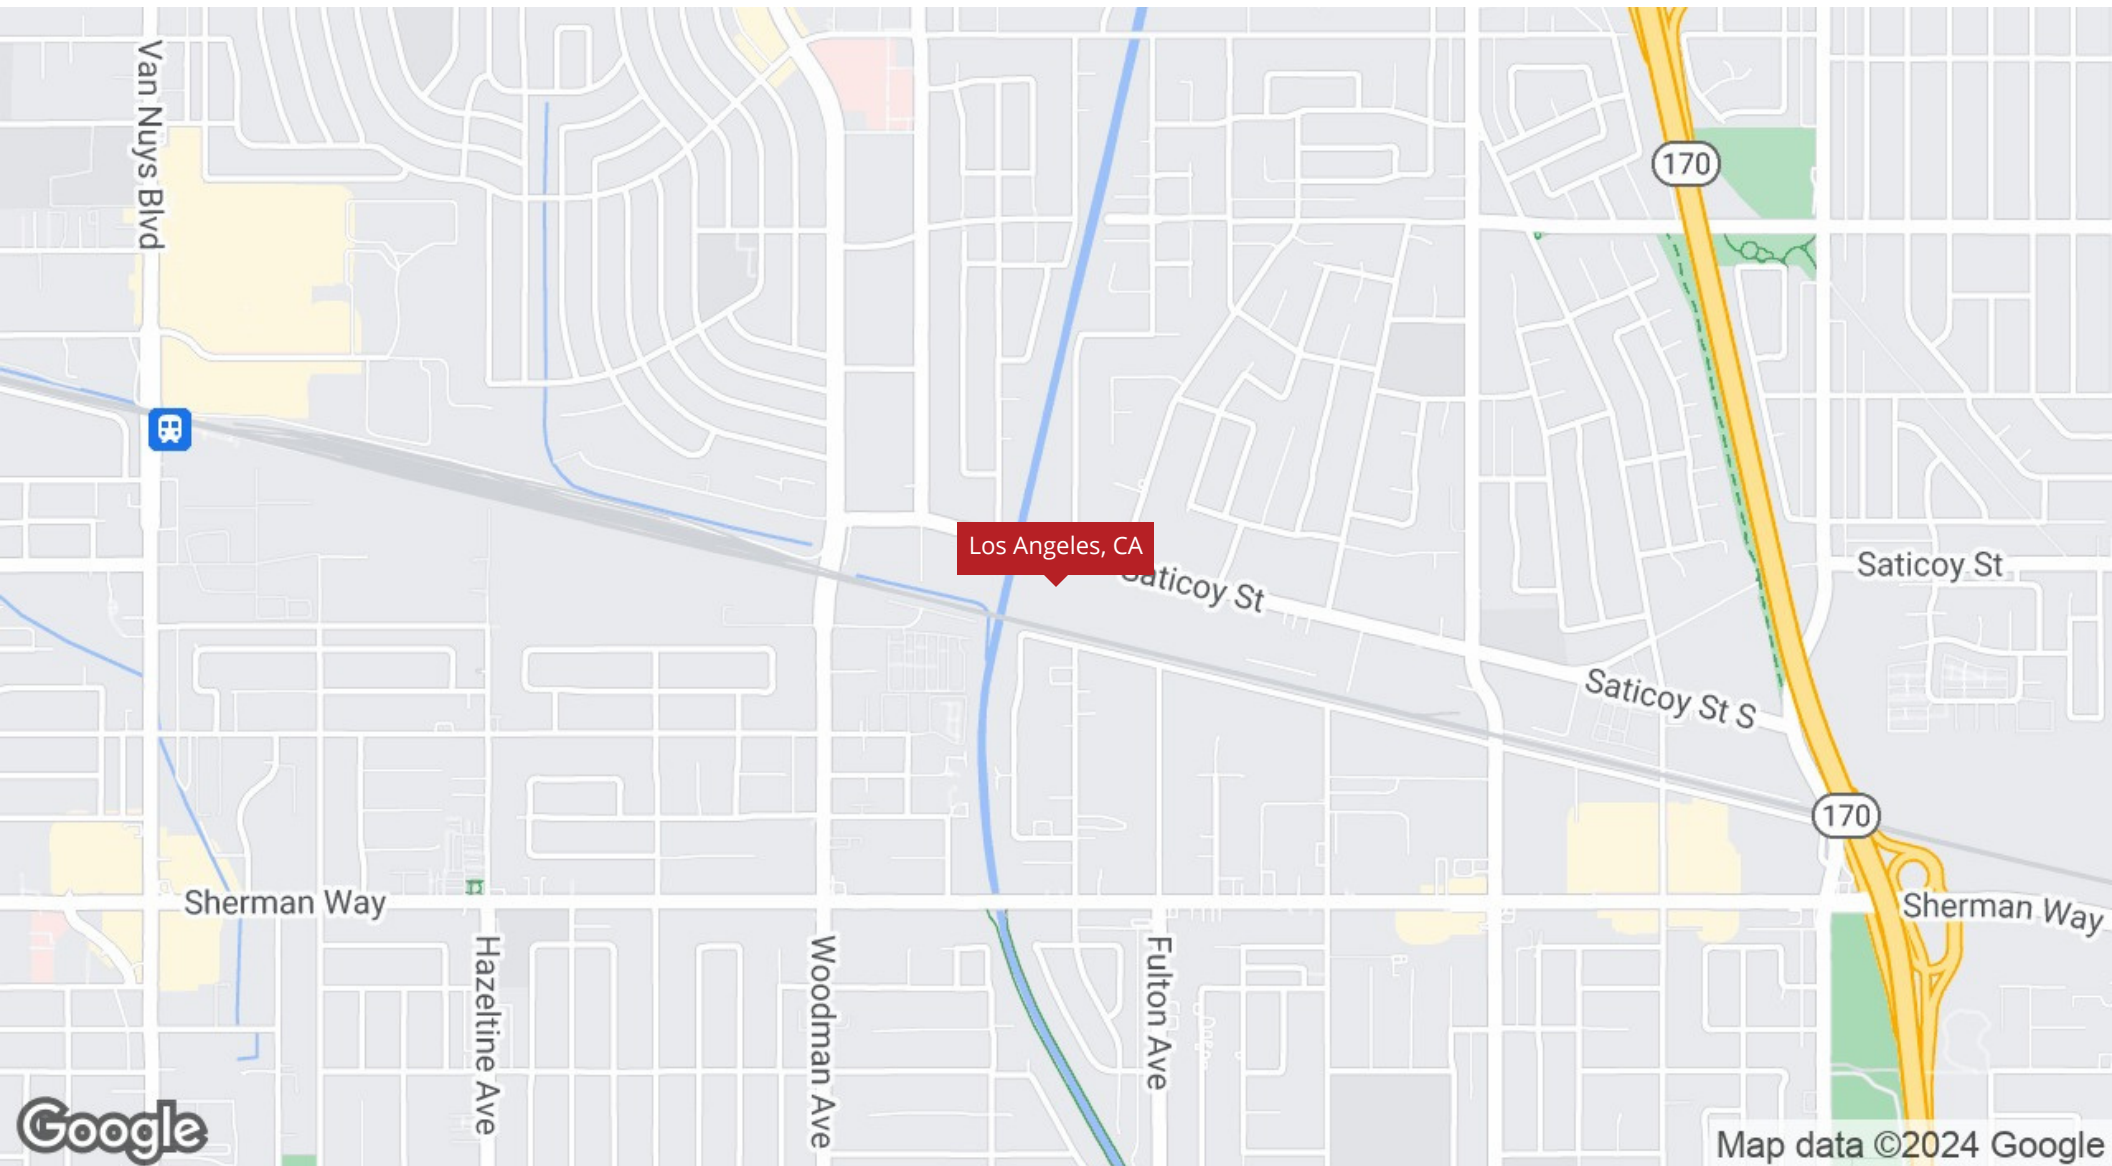 Van Nuys Blvd
170
Los Angeles, CA
Saticoy St
Saticoy St
Saticoy St S
170
Sherman Way
Sherman Way
Hazeltine Ave
Woodman Ave
Fulton Ave
Google
Map data ©2024 Google